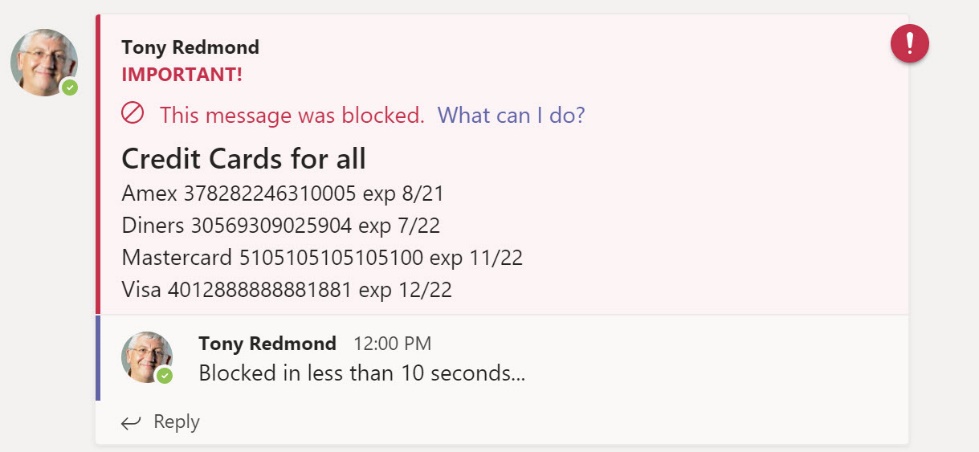 Tony Redmond
IMPORTANT!
This message was blocked. What can I do?
Credit Cards for all
Amex 378282246310005 exp 8/21
Diners 30569309025904 exp 7/22
Mastercard 5105105105105100 exp 11/22
Visa 4012888888881881 exp 12/22
Tony Redmond 12:00 PM
Blocked in less than 10 seconds...
Reply